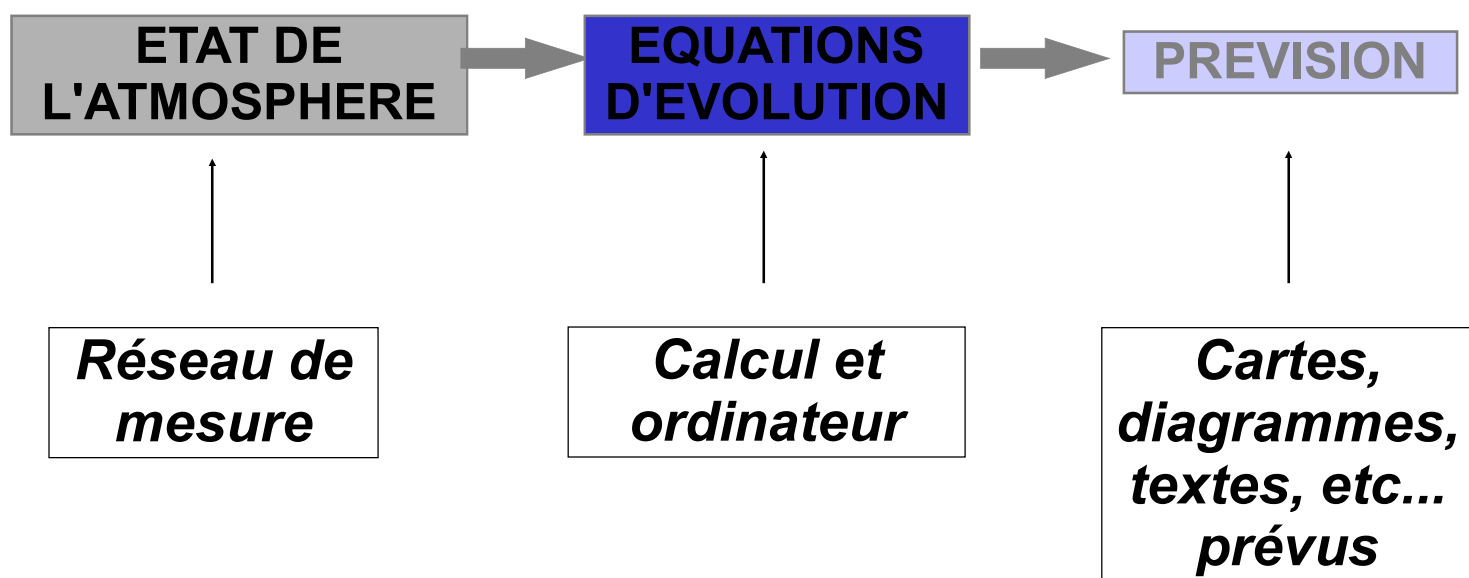 ETAT DE
L'ATMOSPHERE
EQUATIONS
D'EVOLUTION
PREVISION
Réseau de
mesure
Calcul et
ordinateur
Cartes,
diagrammes,
textes, etc...
prévus